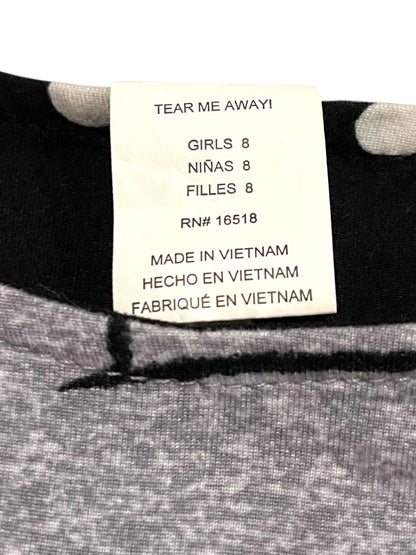 TEAR ME AWAY!
GIRLS 8
NIÑAS 8
FILLES 8
RN# 16518
MADE IN VIETNAM
HECHO EN VIETNAM
FABRIQUÉ EN VIETNAM